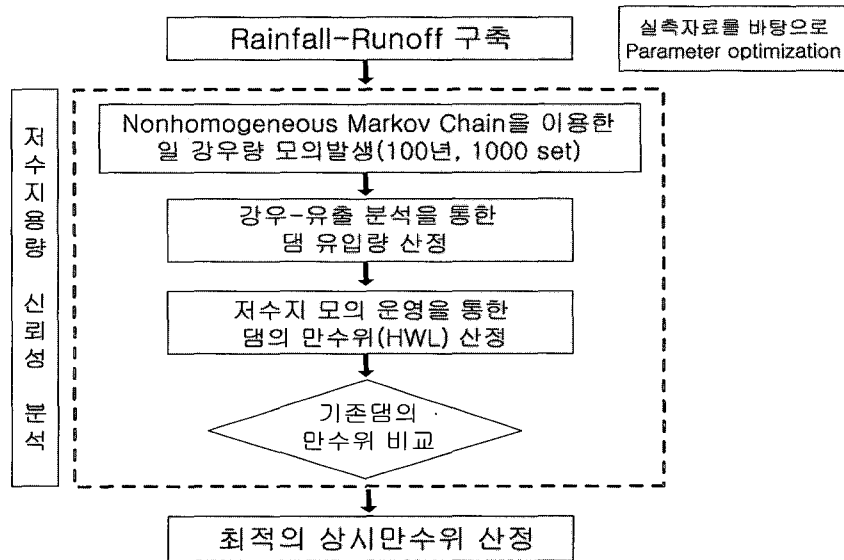 Rainfall-Runoff 구축
실측자료를 바탕으로
Parameter optimization
저수지용량 신뢰성 분석
Nonhomogeneous Markov Chain을 이용한
일 강우량 모의발생(100년, 1000 set)
강우-유출 분석을 통한
댐 유입량 산정
저수지 모의 운영을 통한
댐의 만수위(HWL) 산정
기존댐의
만수위 비교
최적의 상시만수위 산정